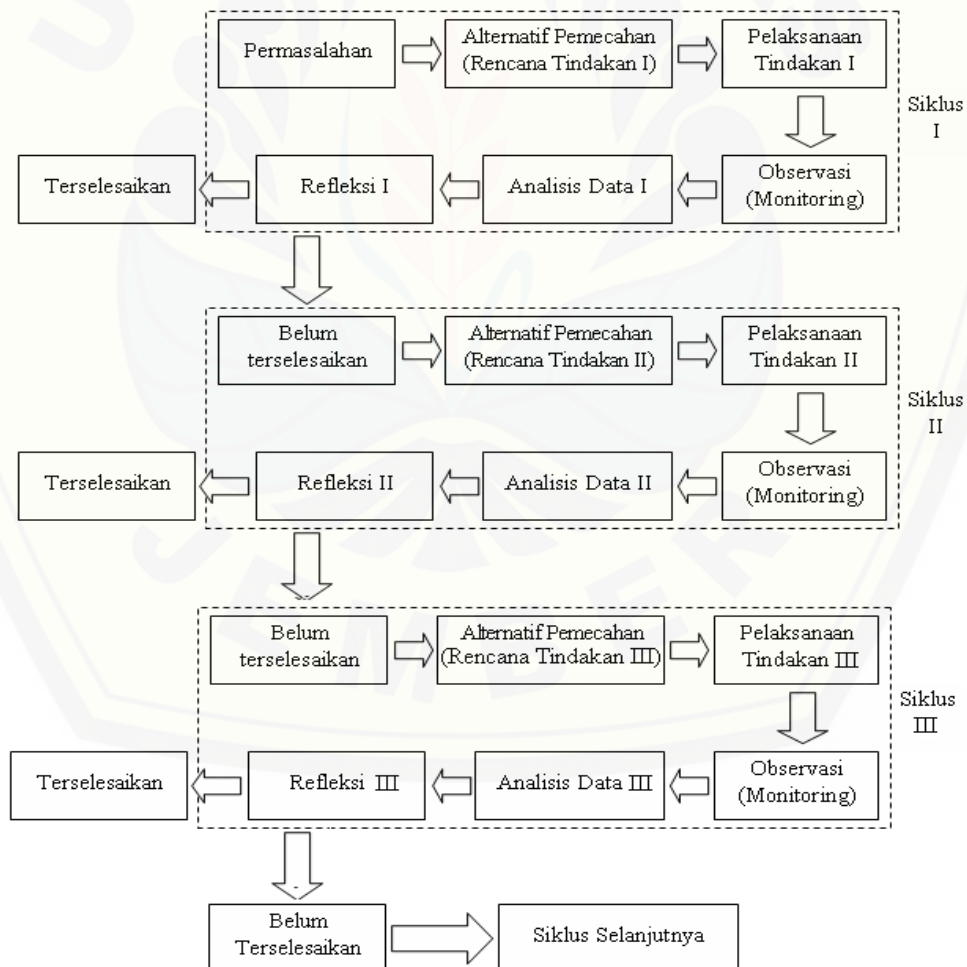 Permasalahan
Alternatif Pemecahan
(Rencana Tindakan I)
Pelaksanaan
Tindakan I
Siklus
I
Observasi
(Monitoring)
Analisis Data I
Refleksi I
Terselesaikan
Belum
terselesaikan
Alternatif Pemecahan
(Rencana Tindakan II)
Pelaksanaan
Tindakan II
Siklus
II
Observasi
(Monitoring)
Analisis Data II
Refleksi II
Terselesaikan
Belum
terselesaikan
Alternatif Pemecahan
(Rencana Tindakan III)
Pelaksanaan
Tindakan III
Siklus
III
Observasi
(Monitoring)
Analisis Data III
Refleksi III
Terselesaikan
Belum
Terselesaikan
Siklus Selanjutnya
JEMBER